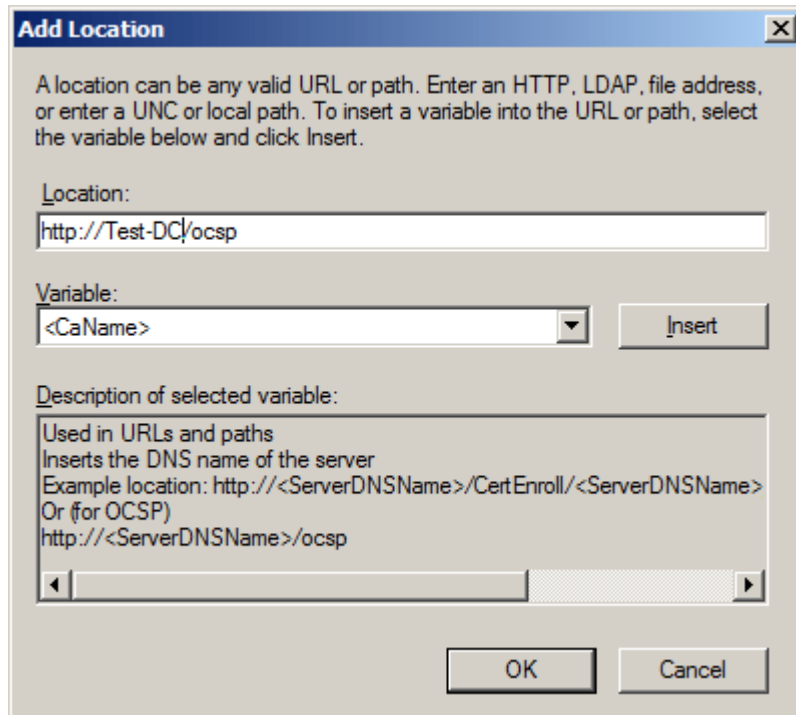 Add Location
A location can be any valid URL or path. Enter an HTTP, LDAP, file address,
or enter a UNC or local path. To insert a variable into the URL or path, select
the variable below and click Insert.
Location:
http://Test-DC/ocsp
Variable:
<CaName>
Insert
Description of selected variable:
Used in URLs and paths
Inserts the DNS name of the server
Example location: http://<ServerDNSName>/CertEnroll/<ServerDNSName>
Or (for OCSP)
http://<ServerDNSName>/ocsp
OK
Cancel